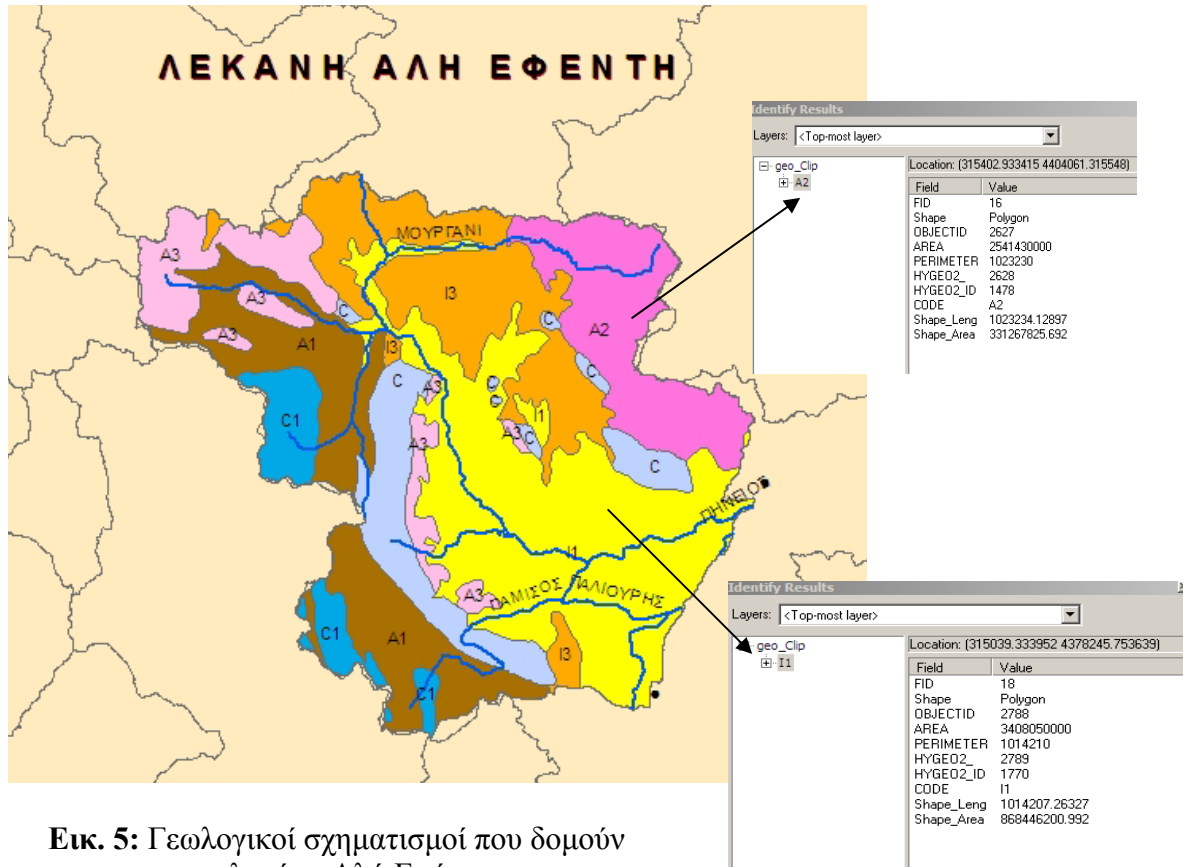 ΛΕΚΑΝΗ ΑΛΗ ΕΦΕΝΤΗ
Identify Results
Layers: <Top-most layer>
geo_Clip
A2
Location: (315402.933415 4404061.315548)
Field Value
FID 16
Shape Polygon
OBJECTID 2627
AREA 2541430000
PERIMETER 1023230
HYGEO2_ 2628
HYGEO2_ID 1478
CODE A2
Shape_Leng 1023234.12897
Shape_Area 331267825.692
ΜΟΥΡΓΑΝΙ
A3
A3
I3
A3
C
C
A2
A1
I3
C
C
A3
C
C
I1
C1
A3
A3
C
C
ΠΗΝΕΙΟΣ
I1
A3
ΠΑΜΙΣΟΣ
ΠΑΛΙΟΥΡΗΣ
C1
A1
I3
C1
Identify Results
Layers: <Top-most layer>
geo_Clip
I1
Location: (315039.333952 4378245.753639)
Field Value
FID 18
Shape Polygon
OBJECTID 2788
AREA 3408050000
PERIMETER 1014210
HYGEO2_ 2789
HYGEO2_ID 1770
CODE I1
Shape_Leng 1014207.26327
Shape_Area 868446200.992
Εικ. 5: Γεωλογικοί σχηματισμοί που δομούν